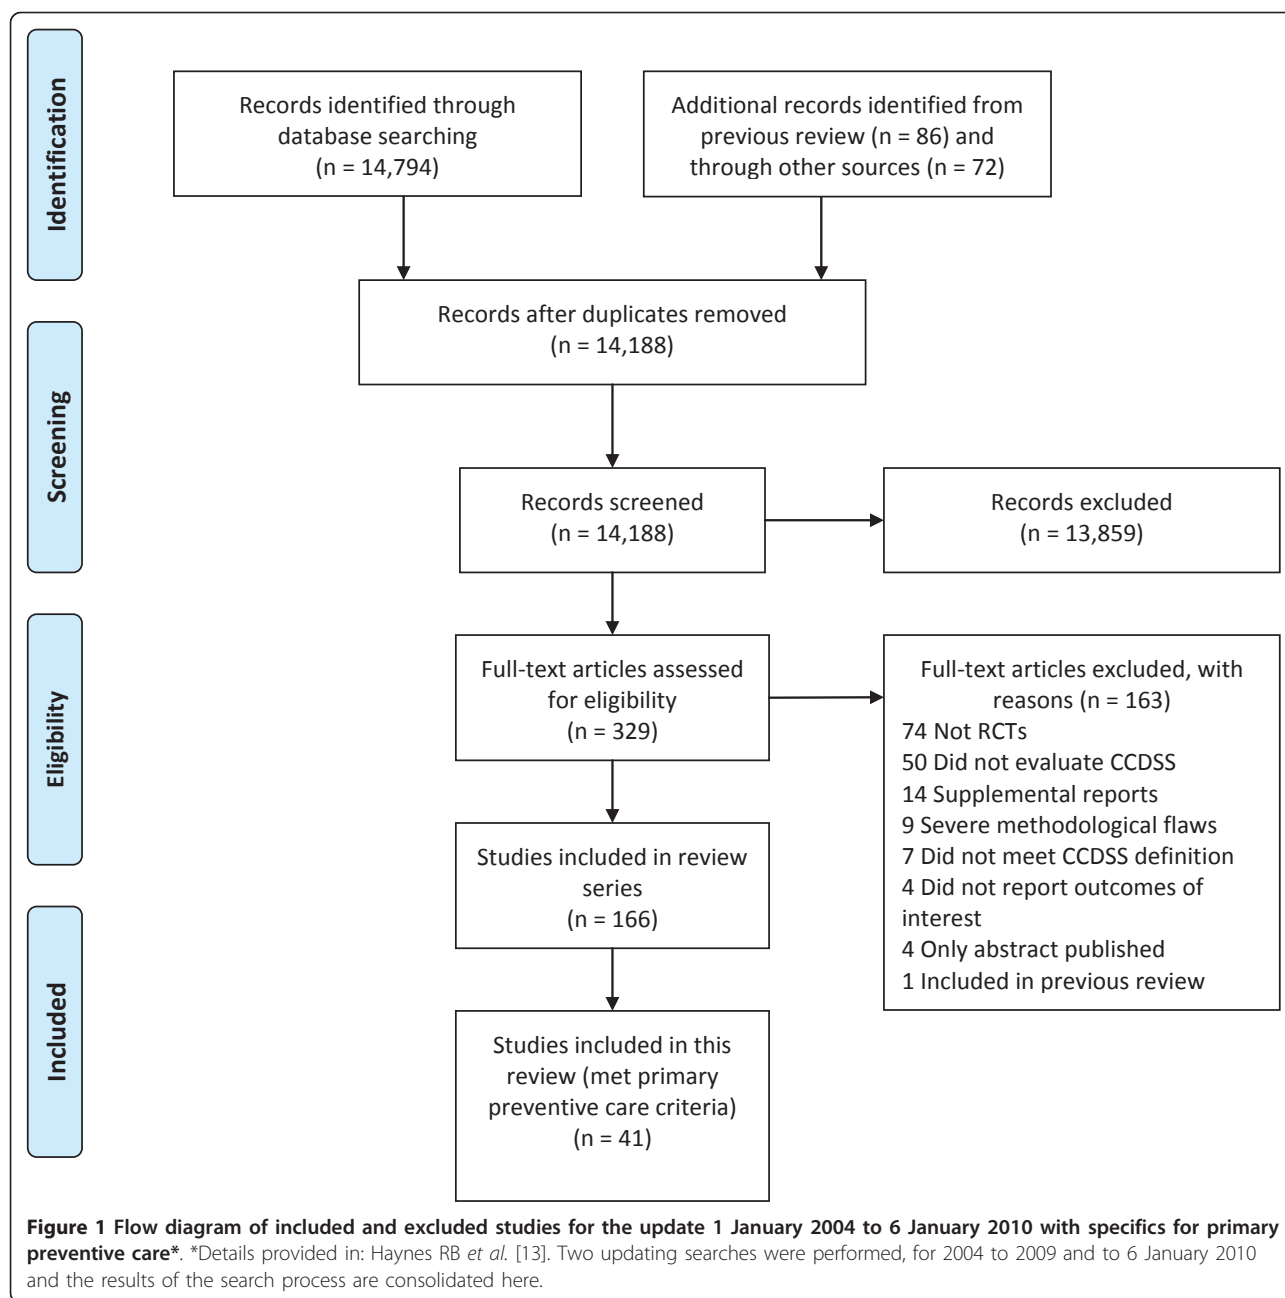 Identification
Records identified through
database searching
(n = 14,794)
Additional records identified from
previous review (n = 86) and
through other sources (n = 72)
Screening
Records after duplicates removed
(n = 14,188)
Records screened
(n = 14,188)
Records excluded
(n = 13,859)
Eligibility
Full-text articles assessed
for eligibility
(n = 329)
Full-text articles excluded, with
reasons (n = 163)
74 Not RCTs
50 Did not evaluate CCDSS
14 Supplemental reports
9 Severe methodological flaws
7 Did not meet CCDSS definition
4 Did not report outcomes of
interest
4 Only abstract published
1 Included in previous review
Studies included in review
series
(n = 166)
Included
Studies included in this
review (met primary
preventive care criteria)
(n = 41)
Figure 1 Flow diagram of included and excluded studies for the update 1 January 2004 to 6 January 2010 with specifics for primary
preventive care*. *Details provided in: Haynes RB et al. [13]. Two updating searches were performed, for 2004 to 2009 and to 6 January 2010
and the results of the search process are consolidated here.